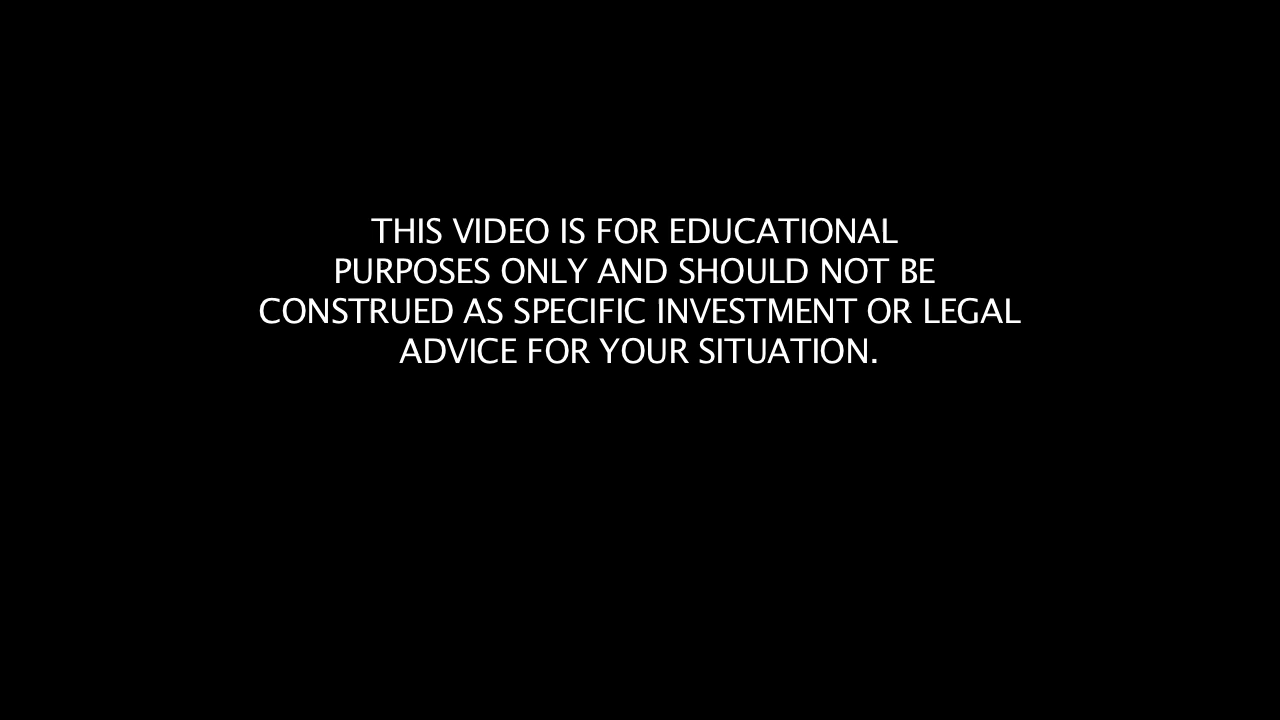 THIS VIDEO IS FOR EDUCATIONAL
PURPOSES ONLY AND SHOULD NOT BE
CONSTRUED AS SPECIFIC INVESTMENT OR LEGAL
ADVICE FOR YOUR SITUATION.